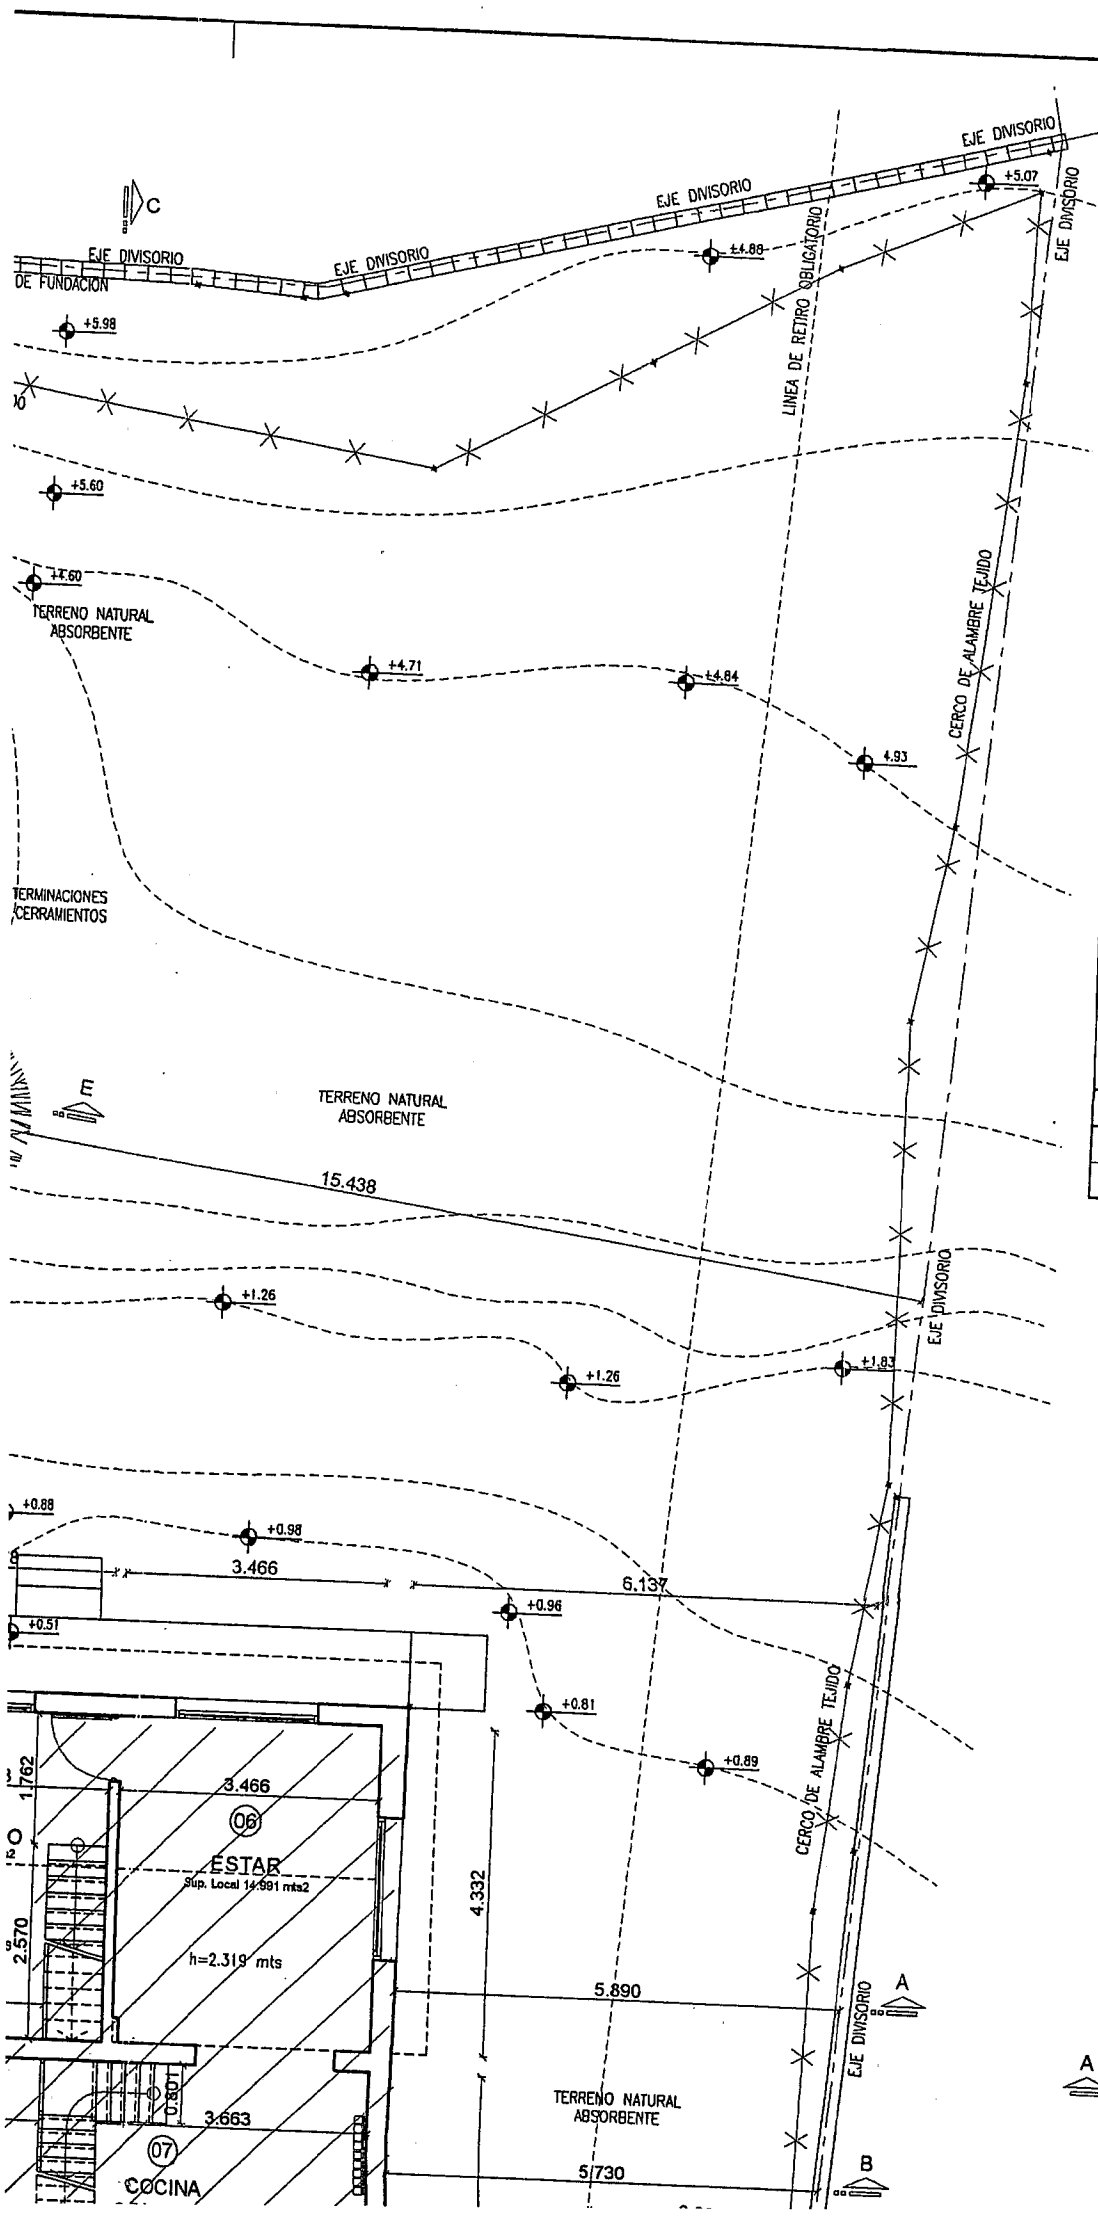 EJE DIVISORIO
EJE DIVISORIO
+5.07
EJE DIVISORIO
C
EJE DIVISORIO
+4.88
EJE DIVISORIO
EJE DIVISORIO
DE FUNDACION
LINEA DE RETIRO OBLIGATORIO
+5.98
+5.60
+4.60
TERRENO NATURAL
ABSORBENTE
CERCO DE ALAMBRE TEJIDO
+4.71
+4.84
4.93
TERMINACIONES
CERRAMIENTOS
E
TERRENO NATURAL
ABSORBENTE
15.438
EJE DIVISORIO
+1.26
+1.26
+1.83
+0.88
+0.98
3.466
6.137
+0.96
+0.51
CERCO DE ALAMBRE TEJIDO
+0.81
+0.89
1.762
3.466
06
ESTAR
Sup. Local 14.991 mts2
4.332
2.570
h=2.319 mts
5.890
A
EJE DIVISORIO
A
0.801
TERRENO NATURAL
ABSORBENTE
3.663
07
COCINA
5.730
B